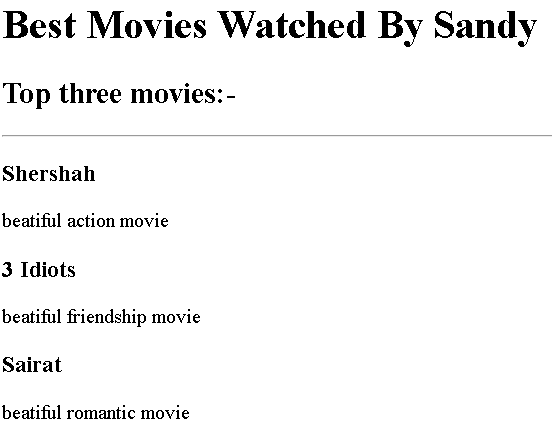 Best Movies Watched By Sandy
Top three movies:-
Shershah
beatiful action movie
3 Idiots
beatiful friendship movie
Sairat
beatiful romantic movie